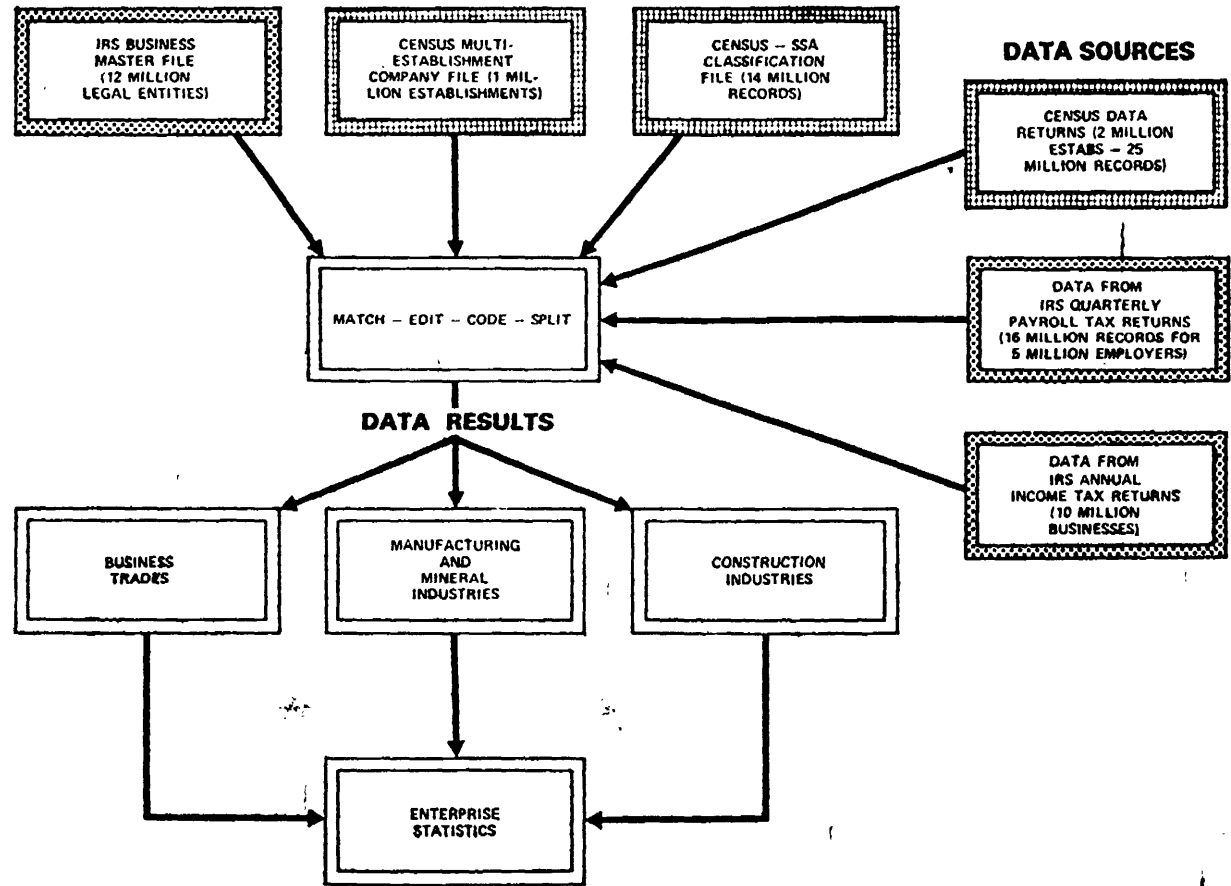 IRS BUSINESS
MASTER FILE
(12 MILLION
LEGAL ENTITIES)
CENSUS MULTI-
ESTABLISHMENT
COMPANY FILE (1 MIL-
LION ESTABLISHMENTS)
CENSUS – SSA
CLASSIFICATION
FILE (14 MILLION
RECORDS)
DATA SOURCES
CENSUS DATA
RETURNS (2 MILLION
ESTABS – 25
MILLION RECORDS)
MATCH – EDIT – CODE – SPLIT
DATA FROM
IRS QUARTERLY
PAYROLL TAX RETURNS
(16 MILLION RECORDS FOR
5 MILLION EMPLOYERS)
DATA RESULTS
DATA FROM
IRS ANNUAL
INCOME TAX RETURNS
(10 MILLION
BUSINESSES)
BUSINESS
TRADES
MANUFACTURING
AND
MINERAL
INDUSTRIES
CONSTRUCTION
INDUSTRIES
ENTERPRISE
STATISTICS